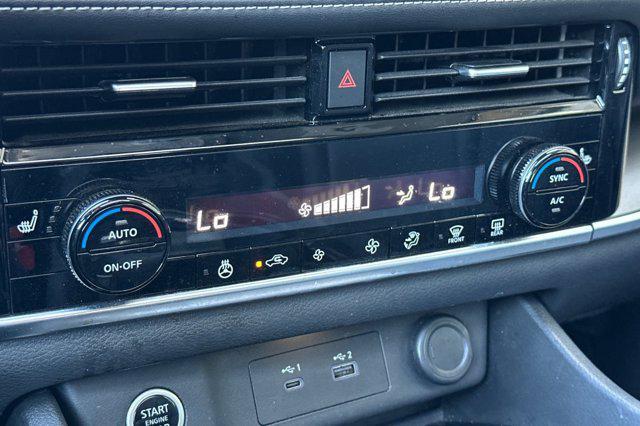 Lo
Lo
AUTO
ON•OFF
SYNC
A/C
FRONT
REAR
1
2
START
ENGINE